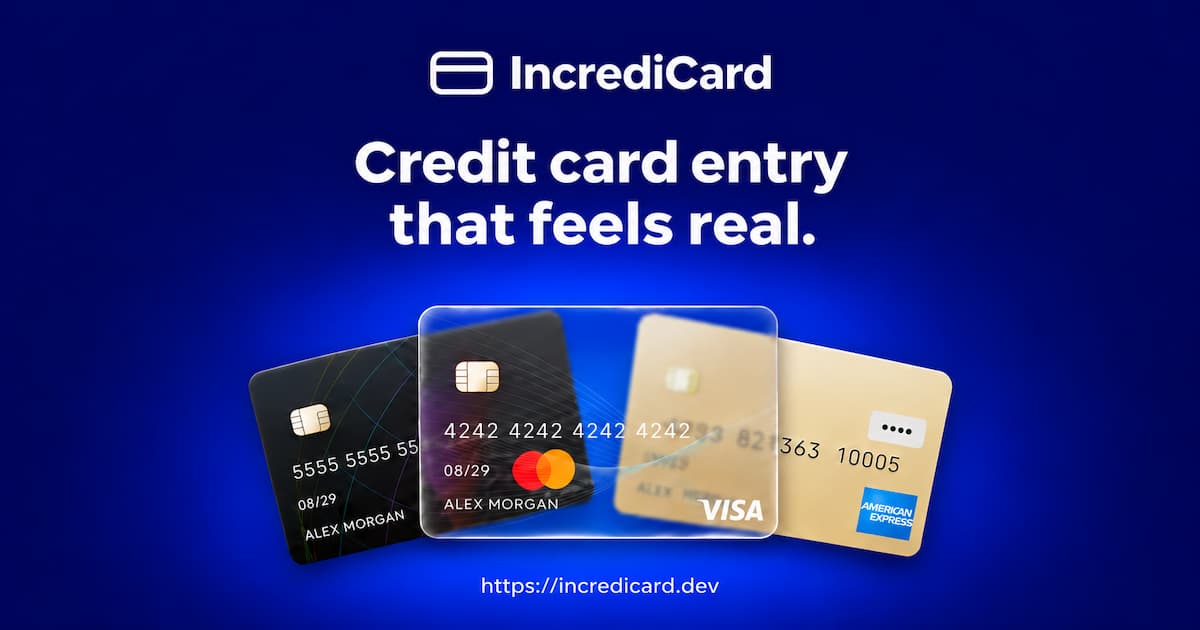 IncrediCard
Credit card entry
that feels real.
5555 5555 55
08/29
ALEX MORGAN
4242 4242 4242 4242
08/29
ALEX MORGAN
VISA
363 10005
AMERICAN
EXPRESS
https://incredicard.dev